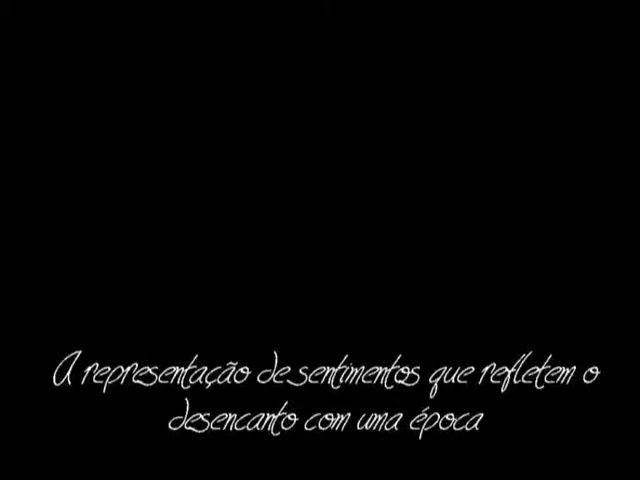 A representação de sentimentos que refletem o
desencanto com uma época